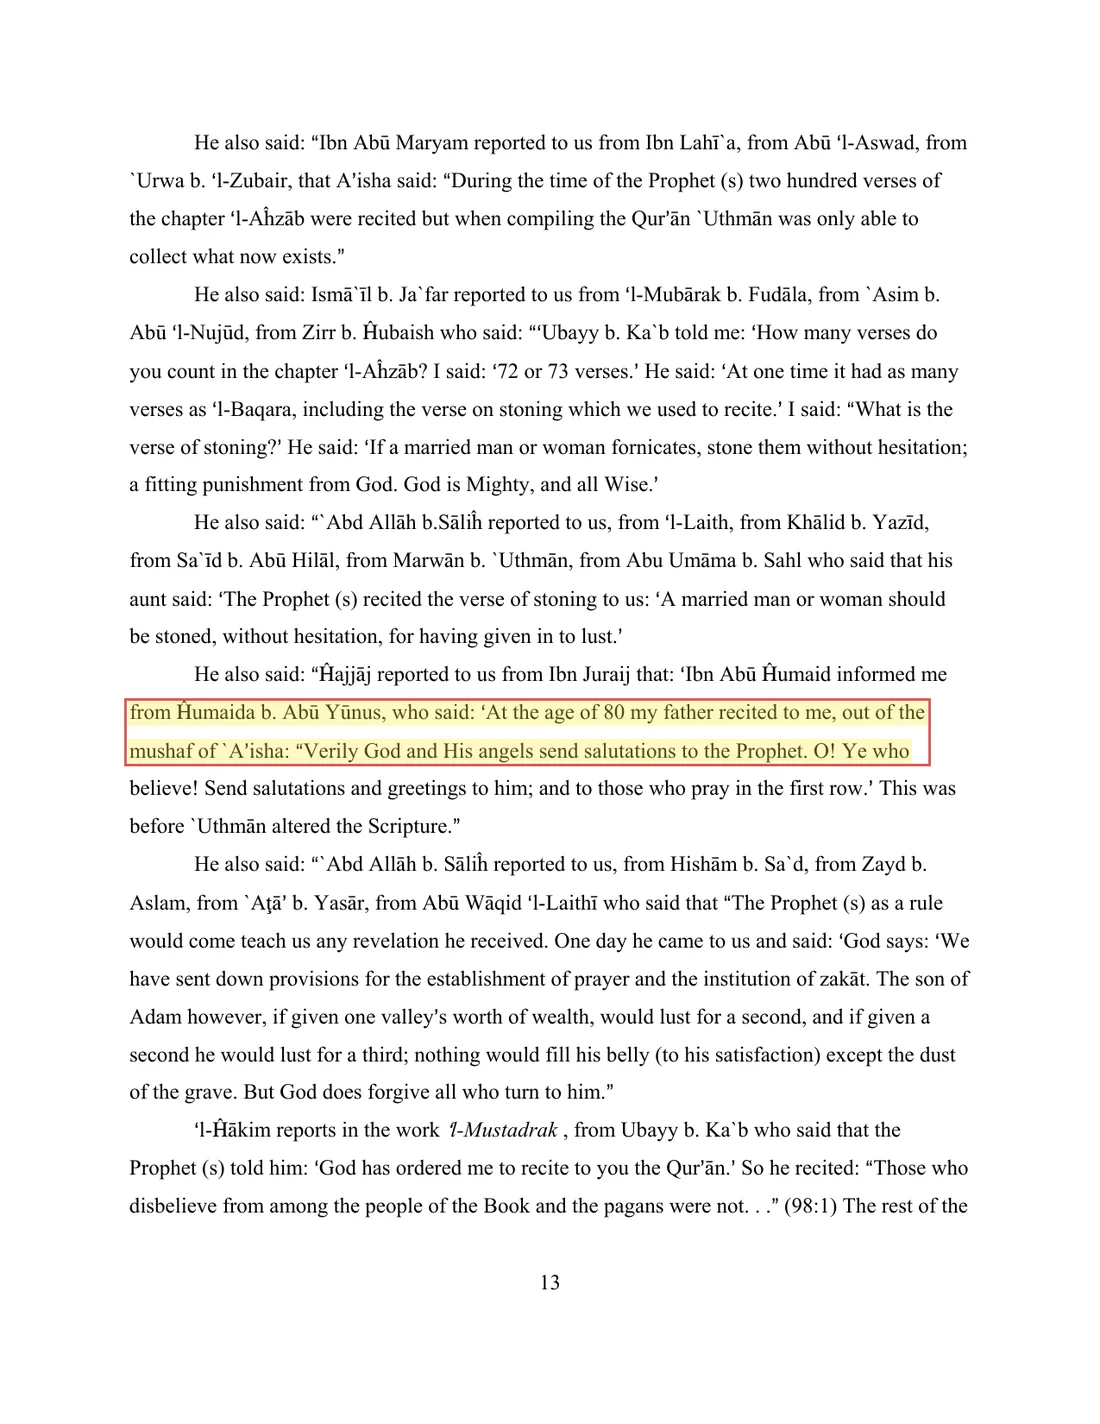 He also said: “Ibn Abū Maryam reported to us from Ibn Lahī`a, from Abū ‘l-Aswad, from
`Urwa b. ‘l-Zubair, that A’isha said: “During the time of the Prophet (s) two hundred verses of
the chapter ‘l-Aĥzāb were recited but when compiling the Qur’ān `Uthmān was only able to
collect what now exists.”
He also said: Ismā`īl b. Ja`far reported to us from ‘l-Mubārak b. Fudāla, from `Asim b.
Abū ‘l-Nujūd, from Zirr b. Ĥubaish who said: “‘Ubayy b. Ka`b told me: ‘How many verses do
you count in the chapter ‘l-Aĥzāb? I said: ‘72 or 73 verses.’ He said: ‘At one time it had as many
verses as ‘l-Baqara, including the verse on stoning which we used to recite.’ I said: “What is the
verse of stoning?’ He said: ‘If a married man or woman fornicates, stone them without hesitation;
a fitting punishment from God. God is Mighty, and all Wise.’
He also said: “`Abd Allāh b.Sāliĥ reported to us, from ‘l-Laith, from Khālid b. Yazīd,
from Sa`īd b. Abū Hilāl, from Marwān b. `Uthmān, from Abu Umāma b. Sahl who said that his
aunt said: ‘The Prophet (s) recited the verse of stoning to us: ‘A married man or woman should
be stoned, without hesitation, for having given in to lust.’
He also said: “Ĥajjāj reported to us from Ibn Juraij that: ‘Ibn Abū Ĥumaid informed me
from Ĥumaida b. Abū Yūnus, who said: ‘At the age of 80 my father recited to me, out of the
mushaf of `A’isha: “Verily God and His angels send salutations to the Prophet. O! Ye who
believe! Send salutations and greetings to him; and to those who pray in the first row.’ This was
before `Uthmān altered the Scripture.”
He also said: “`Abd Allāh b. Sāliĥ reported to us, from Hishām b. Sa`d, from Zayd b.
Aslam, from `Aţā’ b. Yasār, from Abū Wāqid ‘l-Laithī who said that “The Prophet (s) as a rule
would come teach us any revelation he received. One day he came to us and said: ‘God says: ‘We
have sent down provisions for the establishment of prayer and the institution of zakāt. The son of
Adam however, if given one valley’s worth of wealth, would lust for a second, and if given a
second he would lust for a third; nothing would fill his belly (to his satisfaction) except the dust
of the grave. But God does forgive all who turn to him.”
‘l-Ĥākim reports in the work ‘l-Mustadrak , from Ubayy b. Ka`b who said that the
Prophet (s) told him: ‘God has ordered me to recite to you the Qur’ān.’ So he recited: “Those who
disbelieve from among the people of the Book and the pagans were not. . .” (98:1) The rest of the
13